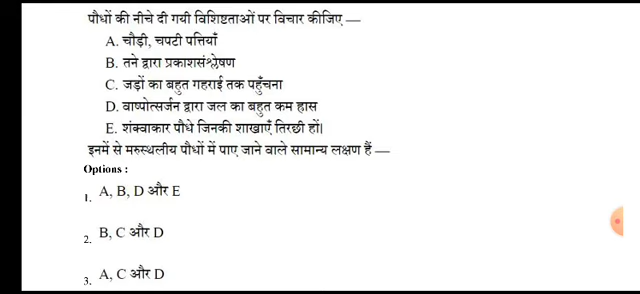 पौधों की नीचे दी गयी विशिष्टताओं पर विचार कीजिए —
A. चौड़ी, चपटी पत्तियाँ
B. तने द्वारा प्रकाशसंश्लेषण
C. जड़ों का बहुत गहराई तक पहुँचना
D. वाष्पोत्सर्जन द्वारा जल का बहुत कम ह्रास
E. शंक्वाकार पौधे जिनकी शाखाएँ तिरछी हों।
इनमें से मरुस्थलीय पौधों में पाए जाने वाले सामान्य लक्षण हैं —
Options :
1. A, B, D और E
2. B, C और D
3. A, C और D